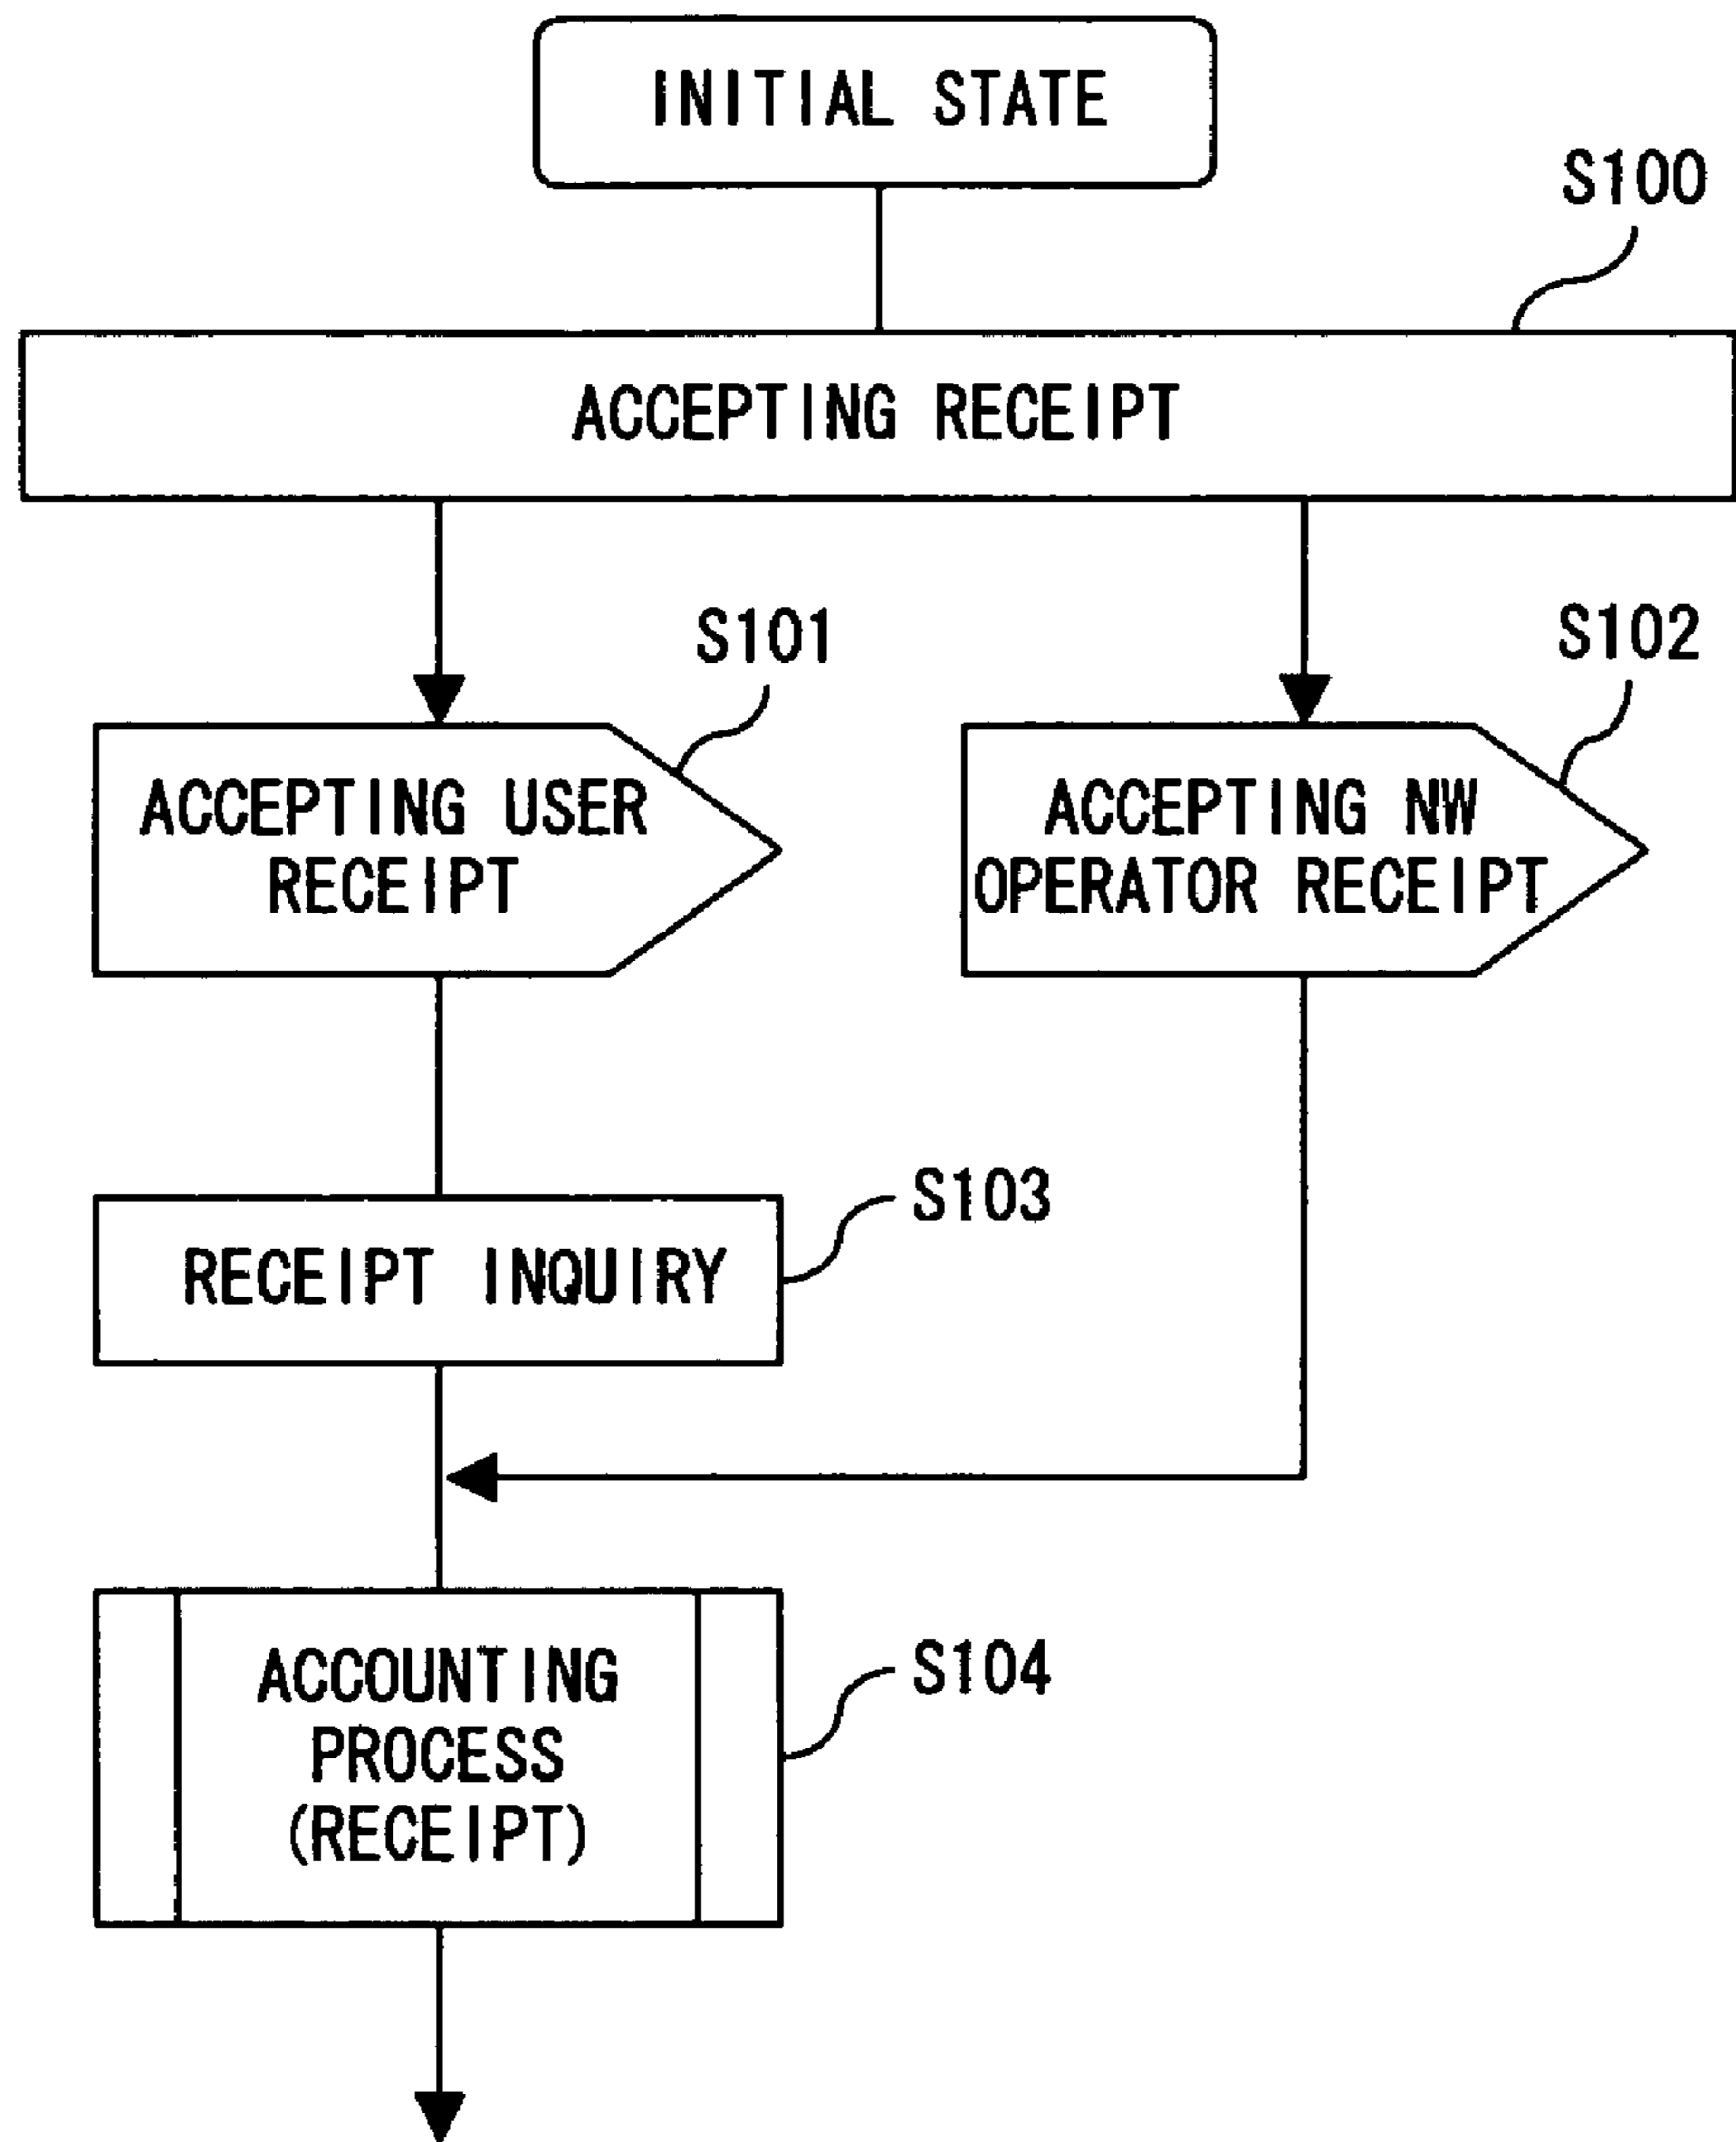 INITIAL STATE
S100
ACCEPTING RECEIPT
S101
S102
ACCEPTING USER
RECEIPT
ACCEPTING NW
OPERATOR RECEIPT
S103
RECEIPT INQUIRY
S104
ACCOUNTING
PROCESS
(RECEIPT)